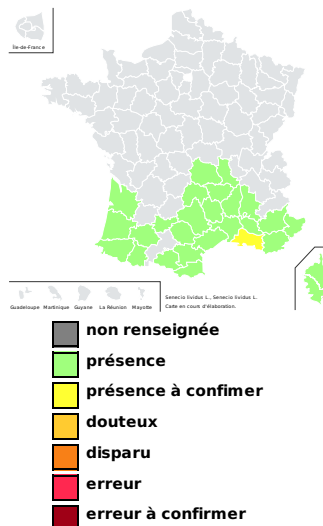 Île-de-France
Guadeloupe Martinique Guyane La Réunion Mayotte
Senecio lividus L., Senecio lividus L.
Carte en cours d'élaboration.
non renseignée
présence
présence à confimer
douteux
disparu
erreur
erreur à confirmer